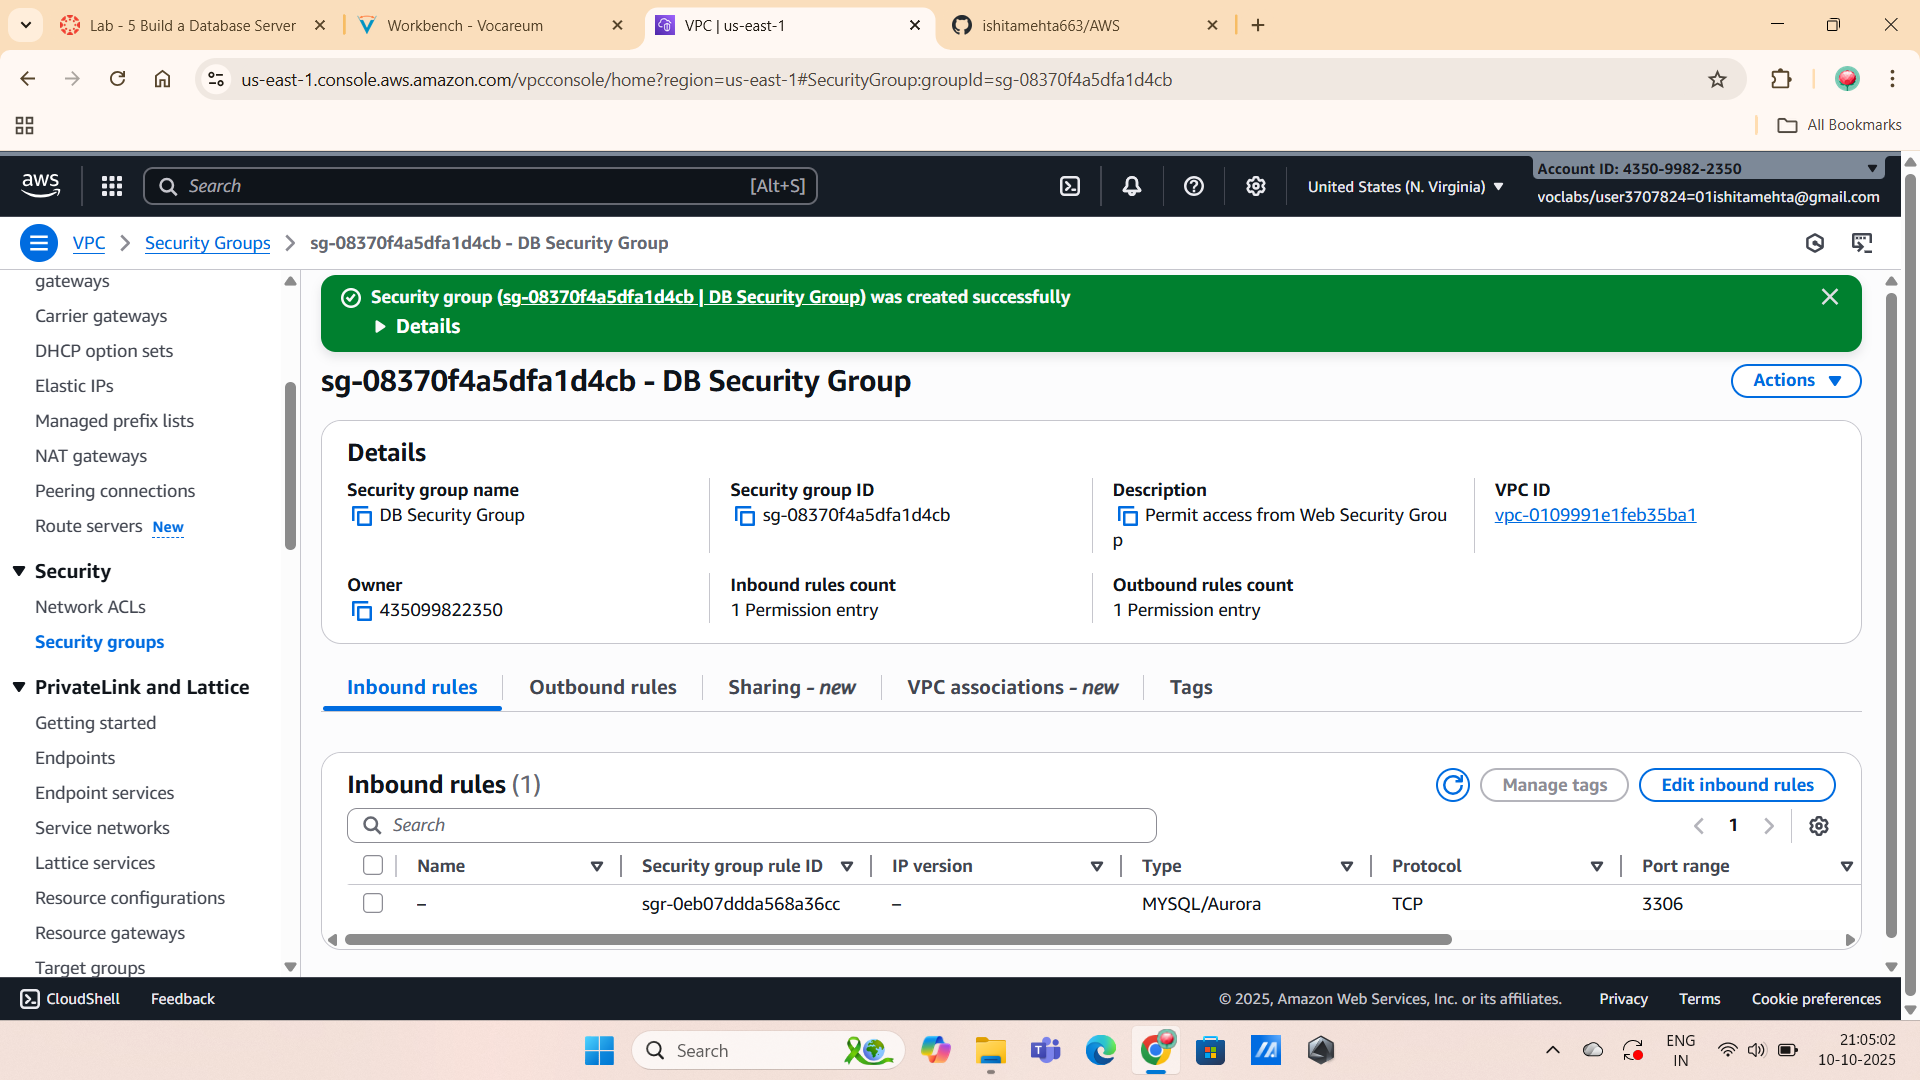 Lab - 5 Build a Database Server
Workbench - Vocareum
VPC | us-east-1
ishitamehta663/AWS
us-east-1.console.aws.amazon.com/vpcconsole/home?region=us-east-1#SecurityGroup:groupId=sg-08370f4a5dfa1d4cb
All Bookmarks
aws
Search
[Alt+S]
United States (N. Virginia)
Account ID: 4350-9982-2350
voclabs/user3707824=01ishitamehta@gmail.com
VPC
Security Groups
sg-08370f4a5dfa1d4cb - DB Security Group
gateways
Carrier gateways
DHCP option sets
Elastic IPs
Managed prefix lists
NAT gateways
Peering connections
Route servers New
Security
Network ACLs
Security groups
PrivateLink and Lattice
Getting started
Endpoints
Endpoint services
Service networks
Lattice services
Resource configurations
Resource gateways
Target groups
Security group (sg-08370f4a5dfa1d4cb | DB Security Group) was created successfully
Details
sg-08370f4a5dfa1d4cb - DB Security Group
Actions
Details
Security group name
DB Security Group
Security group ID
sg-08370f4a5dfa1d4cb
Description
Permit access from Web Security Grou
p
VPC ID
vpc-0109991e1feb35ba1
Owner
435099822350
Inbound rules count
1 Permission entry
Outbound rules count
1 Permission entry
Inbound rules
Outbound rules
Sharing - new
VPC associations - new
Tags
Inbound rules (1)
Manage tags
Edit inbound rules
Search
1
Name
Security group rule ID
IP version
Type
Protocol
Port range
–
sgr-0eb07ddda568a36cc
–
MYSQL/Aurora
TCP
3306
CloudShell
Feedback
© 2025, Amazon Web Services, Inc. or its affiliates.
Privacy
Terms
Cookie preferences
Search
ENG
IN
21:05:02
10-10-2025